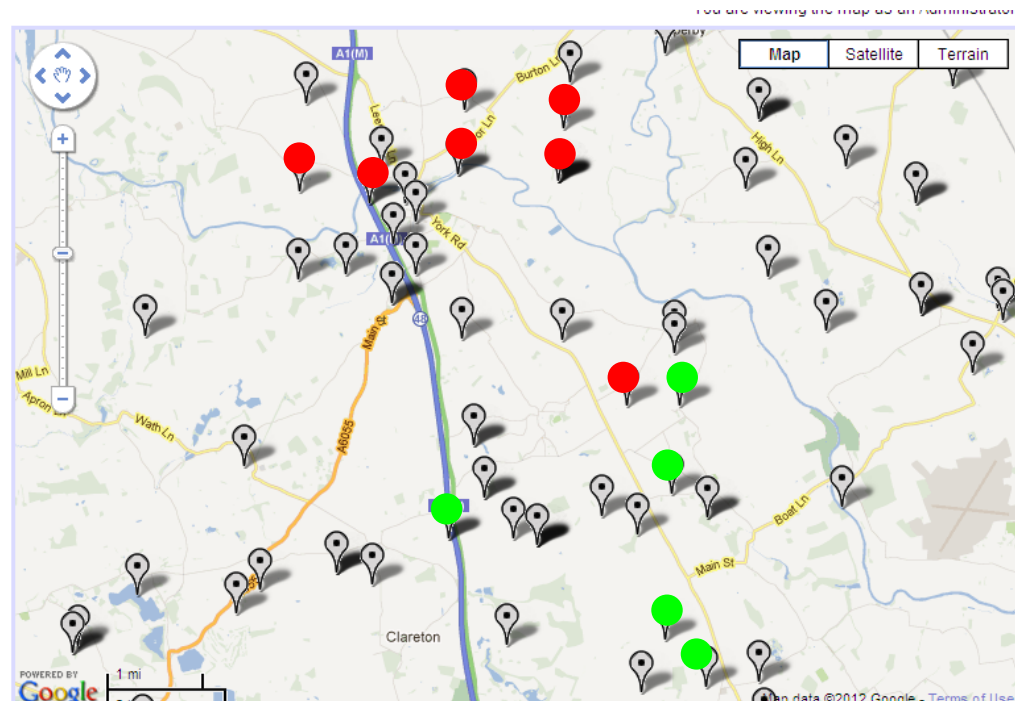 You are viewing the map as an Administrator
Map Satellite Terrain
A1(M)
Burton Ln
High Ln
York Rd
48
Main St
Mill Ln
Wath Ln
A6055
Boat Ln
Main St
Clareton
POWERED BY
Google
1 mi
Map data ©2012 Google - Terms of Use